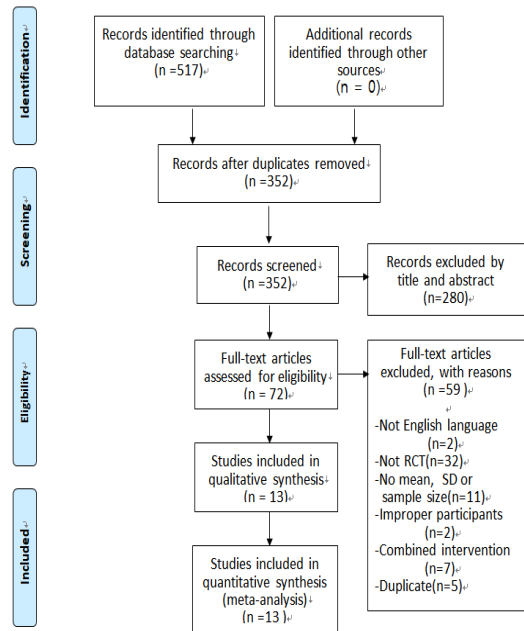 Identification
Records identified through
database searching↓
(n =517)↵
Additional records
identified through other
sources↵
(n = 0)↵
Records after duplicates removed↓
(n =352)↵
Screening↵
Records screened↓
(n =352)↵
Records excluded by
title and abstract
(n=280)↵
Eligibility↵
Full-text articles
assessed for eligibility↓
(n = 72)↵
Full-text articles
excluded, with reasons
(n =59 )↵
↵
-Not English language
(n=2)↵
-Not RCT(n=32)↵
-No mean, SD or
sample size(n=11)↵
-Improper participants
(n=2)↵
-Combined intervention
(n=7)↵
-Duplicate(n=5)↵
Studies included in
qualitative synthesis↓
(n = 13)↵
Included↵
Studies included in
quantitative synthesis
(meta-analysis)↓
(n =13 )↵